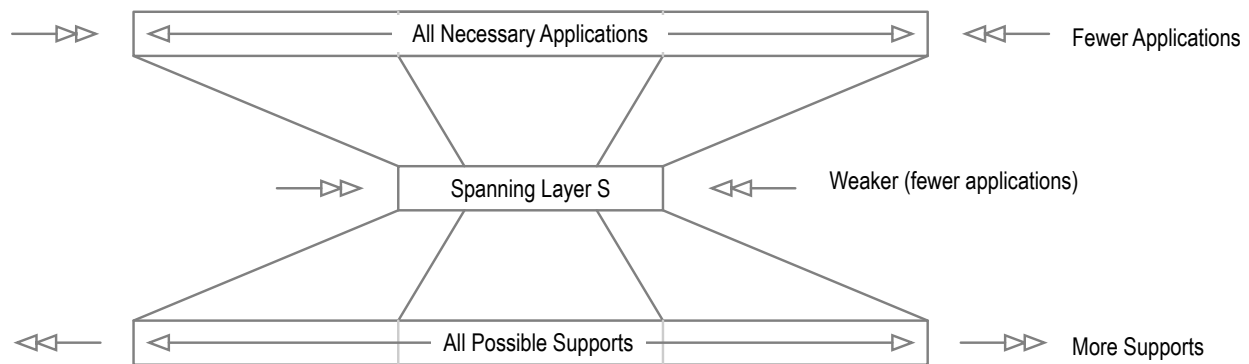 All Necessary Applications
Fewer Applications
Spanning Layer S
Weaker (fewer applications)
All Possible Supports
More Supports